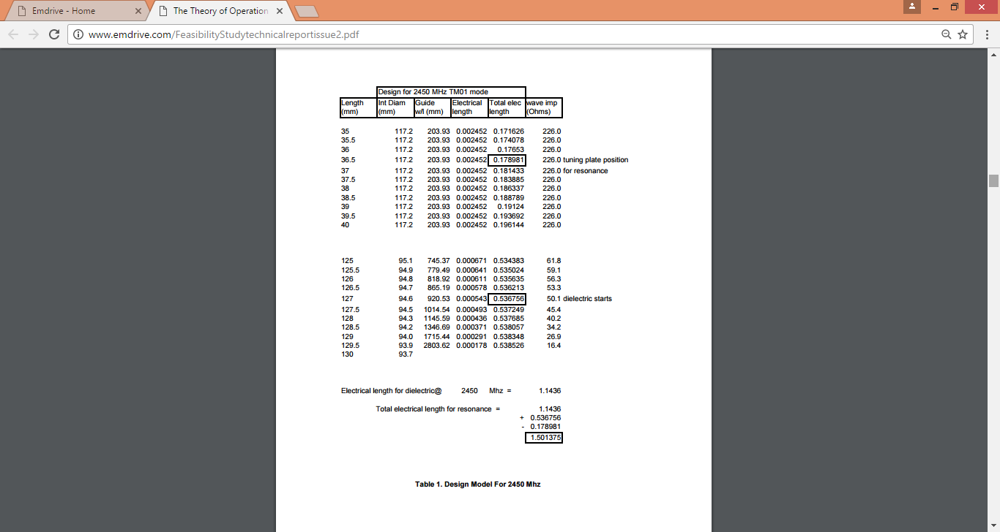 Emdrive - Home
The Theory of Operation
www.emdrive.com/FeasibilityStudytechnicalreportissue2.pdf
Design for 2450 MHz TM01 mode
Length Int Diam Guide Electrical Total elec wave imp
(mm) (mm) w/l (mm) length length (Ohms)
35 117.2 203.93 0.002452 0.171626 226.0
35.5 117.2 203.93 0.002452 0.174078 226.0
36 117.2 203.93 0.002452 0.17653 226.0
36.5 117.2 203.93 0.002452 0.178981 226.0 tuning plate position
37 117.2 203.93 0.002452 0.181433 226.0 for resonance
37.5 117.2 203.93 0.002452 0.183885 226.0
38 117.2 203.93 0.002452 0.186337 226.0
38.5 117.2 203.93 0.002452 0.188789 226.0
39 117.2 203.93 0.002452 0.19124 226.0
39.5 117.2 203.93 0.002452 0.193692 226.0
40 117.2 203.93 0.002452 0.196144 226.0
125 95.1 745.37 0.000671 0.534383 61.8
125.5 94.9 779.49 0.000641 0.535024 59.1
126 94.8 818.92 0.000611 0.535635 56.3
126.5 94.7 865.19 0.000578 0.536213 53.3
127 94.6 920.53 0.000543 0.536756 50.1 dielectric starts
127.5 94.5 1014.54 0.000493 0.537249 45.4
128 94.3 1145.59 0.000436 0.537685 40.2
128.5 94.2 1346.69 0.000371 0.538057 34.2
129 94.0 1715.44 0.000291 0.538348 26.9
129.5 93.9 2803.62 0.000178 0.538526 16.4
130 93.7
Electrical length for dielectric@ 2450 Mhz = 1.1436
Total electrical length for resonance = 1.1436
+ 0.536756
- 0.178981
1.501375
Table 1. Design Model For 2450 Mhz